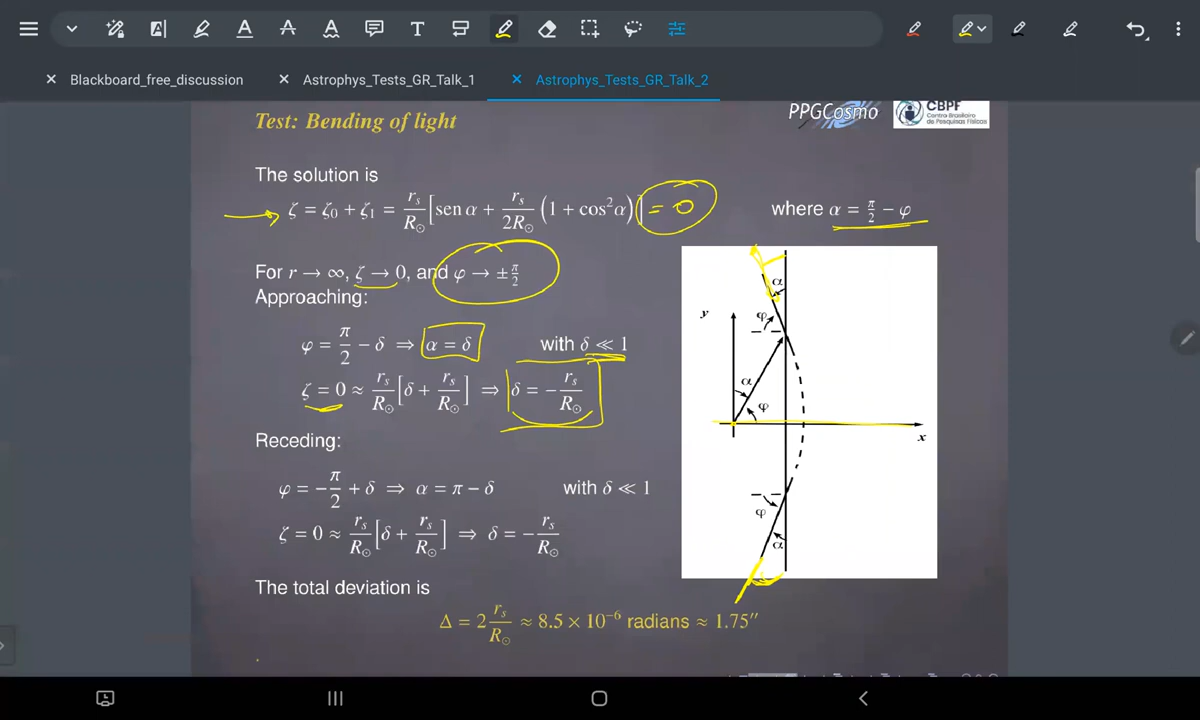 Blackboard_free_discussion Astrophys_Tests_GR_Talk_1 Astrophys_Tests_GR_Talk_2
Test: Bending of light
PPGCosmo
CBPF
Centro Brasileiro
de Pesquisas Físicas
The solution is
ζ = ζ₀ + ζ₁ = r_s/R_⊙ [sen α + r_s/2R_⊙ (1 + cos²α)] = 0 where α = π/2 − φ
For r → ∞, ζ → 0, and φ → ±π/2
Approaching:
φ = π/2 − δ ⇒ α = δ with δ ≪ 1
ζ = 0 ≈ r_s/R_⊙ [δ + r_s/R_⊙] ⇒ δ = − r_s/R_⊙
Receding:
φ = −π/2 + δ ⇒ α = π − δ with δ ≪ 1
ζ = 0 ≈ r_s/R_⊙ [δ + r_s/R_⊙] ⇒ δ = − r_s/R_⊙
The total deviation is
Δ = 2 r_s/R_⊙ ≈ 8.5 × 10⁻⁶ radians ≈ 1.75″
α
φ
y
α
φ
x
φ
α